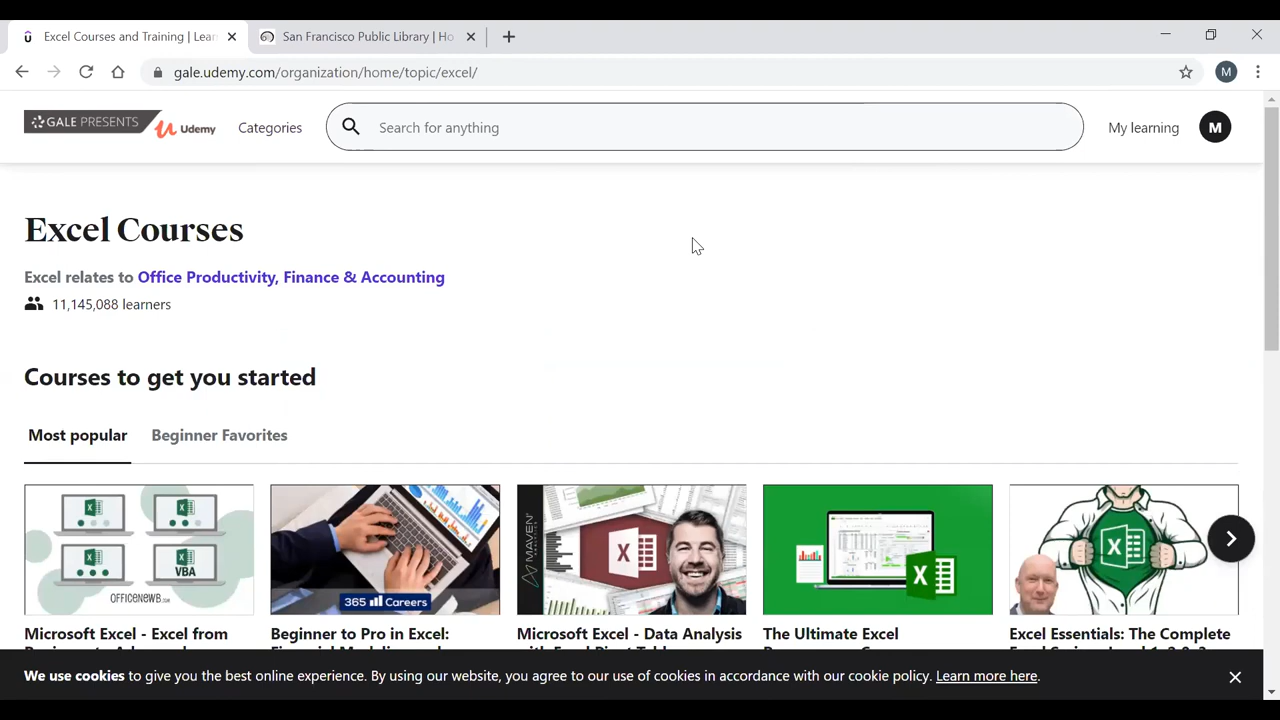 Excel Courses and Training | Lear
San Francisco Public Library | Ho
gale.udemy.com/organization/home/topic/excel/
M
GALE PRESENTS
Udemy
Categories
Search for anything
My learning
M
Excel Courses
Excel relates to Office Productivity, Finance & Accounting
11,145,088 learners
Courses to get you started
Most popular
Beginner Favorites
VBA
OFFICENEWB.COM
365 Careers
MAVEN
ANALYTICS
Microsoft Excel - Excel from
Beginner to Pro in Excel:
Microsoft Excel - Data Analysis
The Ultimate Excel
Excel Essentials: The Complete
We use cookies to give you the best online experience. By using our website, you agree to our use of cookies in accordance with our cookie policy. Learn more here.